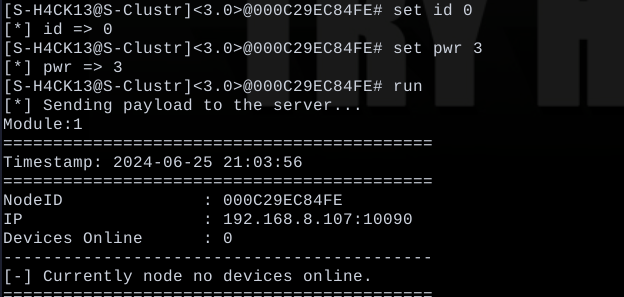 [S-H4CK13@S-Clustr]<3.0>@000C29EC84FE# set id 0
[*] id => 0
[S-H4CK13@S-Clustr]<3.0>@000C29EC84FE# set pwr 3
[*] pwr => 3
[S-H4CK13@S-Clustr]<3.0>@000C29EC84FE# run
[*] Sending payload to the server...
Module:1
===========================================
Timestamp: 2024-06-25 21:03:56
===========================================
NodeID              : 000C29EC84FE
IP                  : 192.168.8.107:10090
Devices Online      : 0
-------------------------------------------
[-] Currently node no devices online.
===========================================